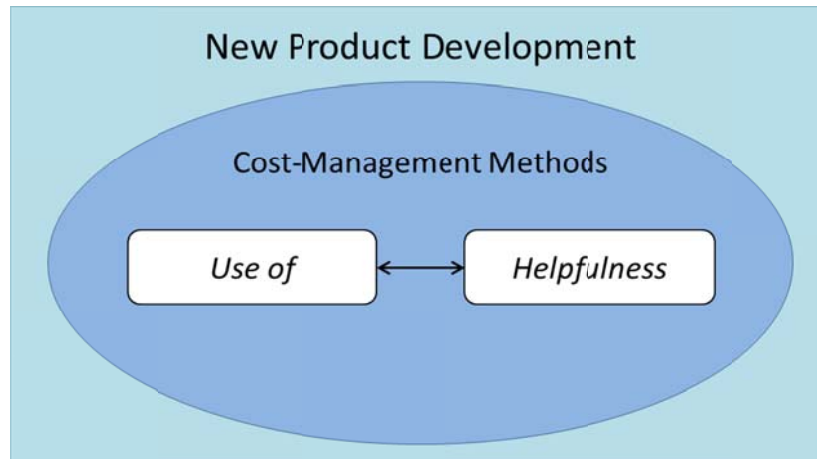 New Product Development
Cost-Management Methods
Use of
Helpfulness